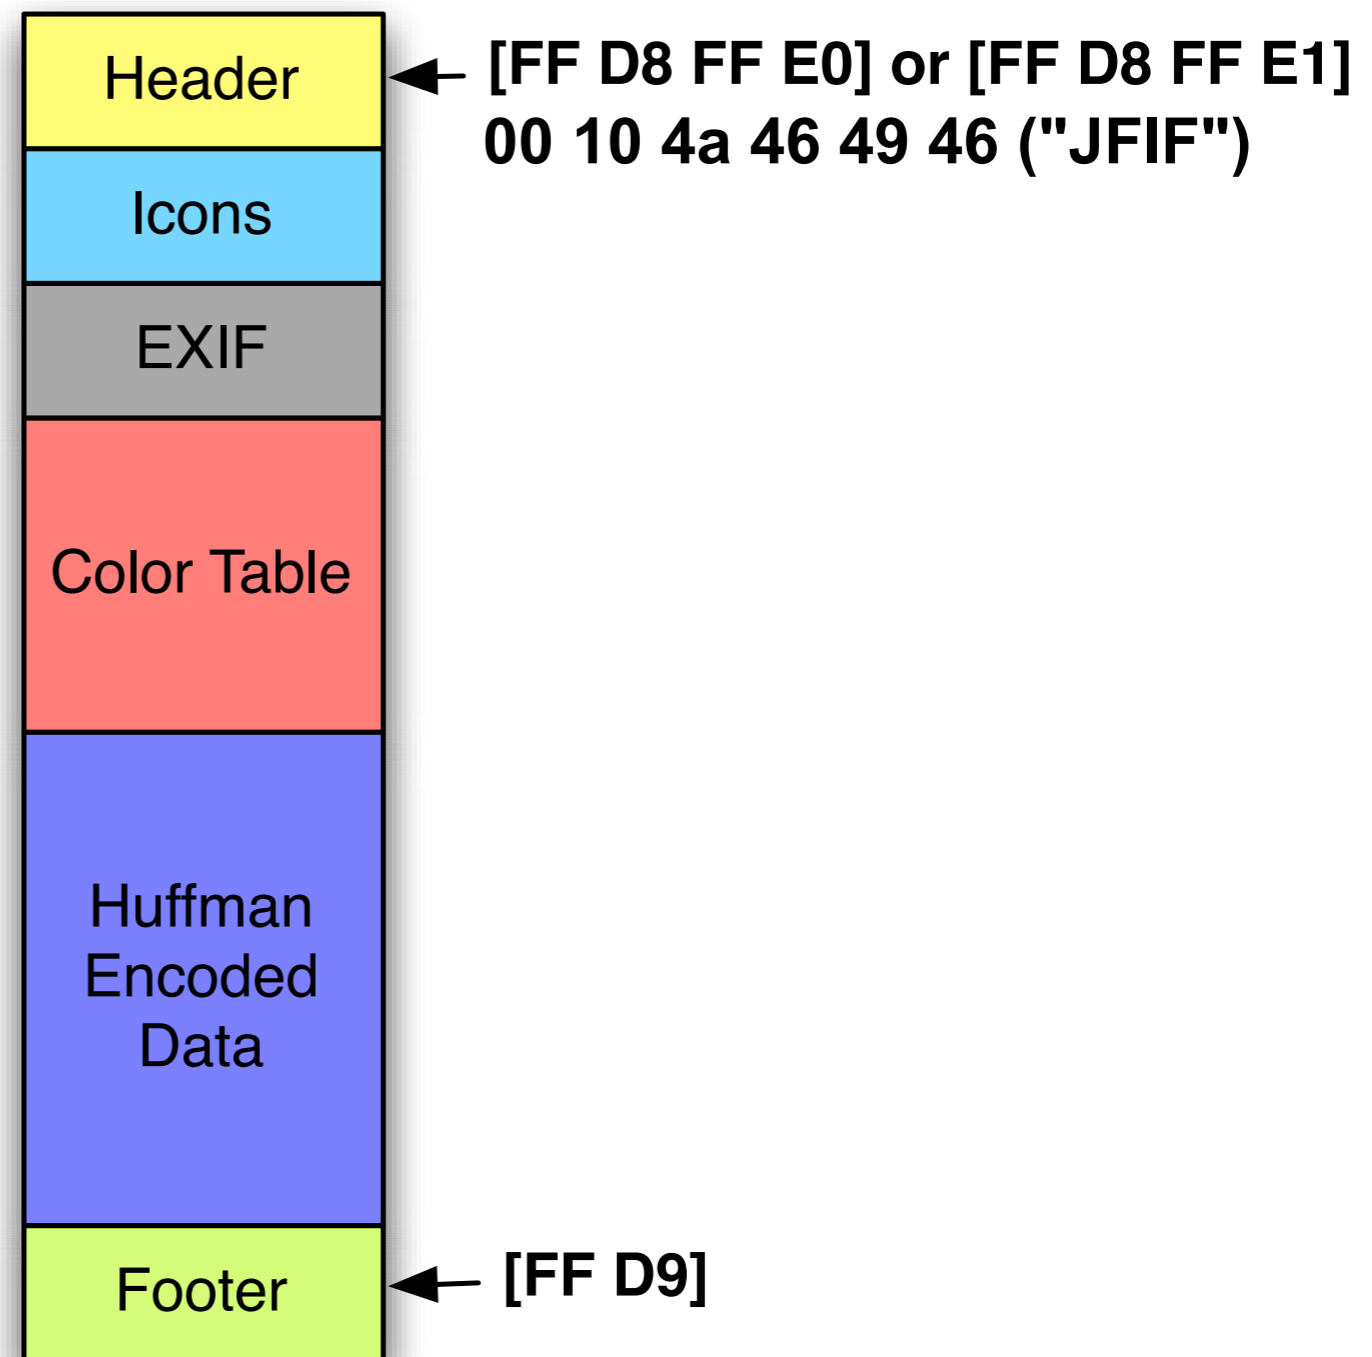 Header
[FF D8 FF E0] or [FF D8 FF E1]
00 10 4a 46 49 46 ("JFIF")
Icons
EXIF
Color Table
Huffman
Encoded
Data
Footer
[FF D9]